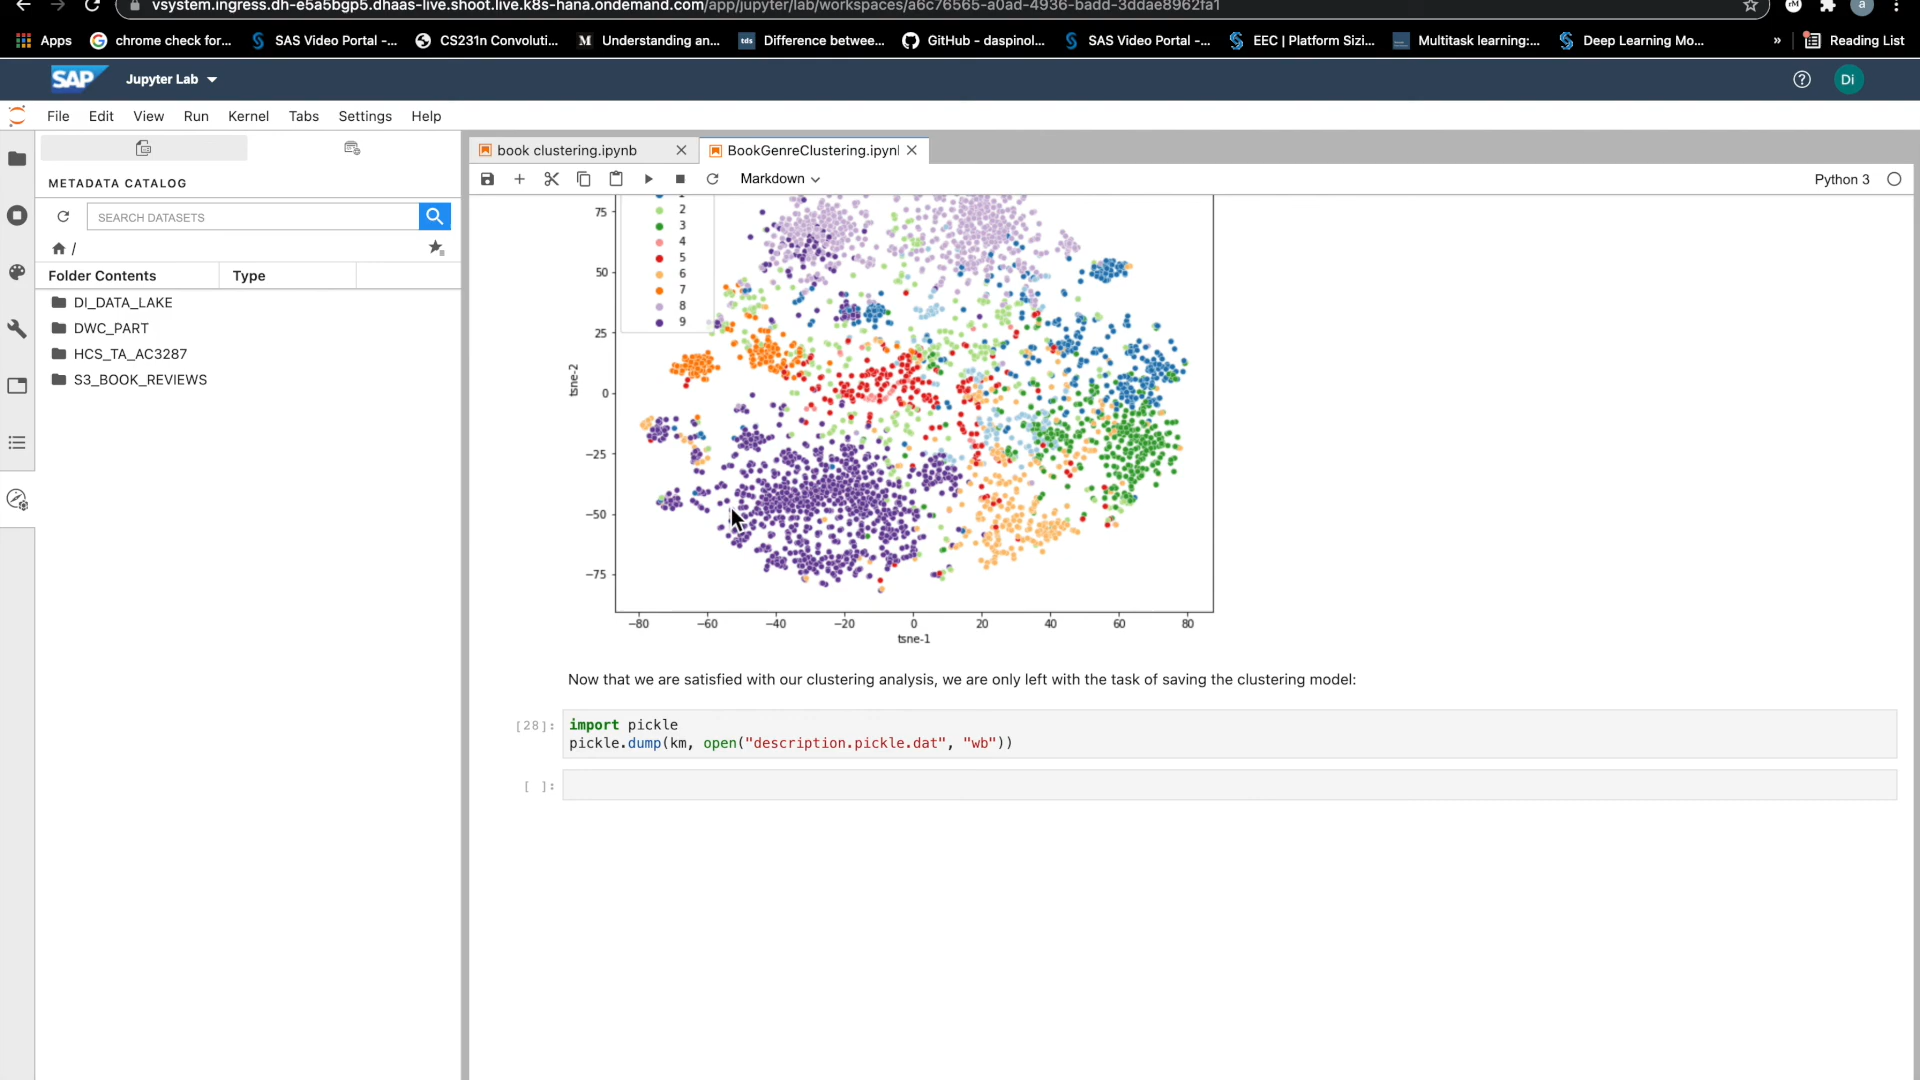 vsystem.ingress.dh-e5a5bgp5.dhaas-live.shoot.live.k8s-hana.ondemand.com/app/jupyter/lab/workspaces/a6c76565-a0ad-4936-badd-3ddae8962fa1
rM
a
Apps chrome check for... SAS Video Portal -... CS231n Convoluti... M Understanding an... tds Difference betwee... GitHub - daspinol... SAS Video Portal -... EEC | Platform Sizi... Multitask learning:... Deep Learning Mo... » Reading List
SAP Jupyter Lab ? Di
File Edit View Run Kernel Tabs Settings Help
METADATA CATALOG
SEARCH DATASETS
/
Folder Contents Type
DI_DATA_LAKE
DWC_PART
HCS_TA_AC3287
S3_BOOK_REVIEWS
book clustering.ipynb BookGenreClustering.ipyn
Markdown Python 3
75
50
25
0
−25
−50
−75
tsne-2
2
3
4
5
6
7
8
9
−80 −60 −40 −20 0 20 40 60 80
tsne-1
Now that we are satisfied with our clustering analysis, we are only left with the task of saving the clustering model:
[28]: import pickle
pickle.dump(km, open("description.pickle.dat", "wb"))
[ ]: